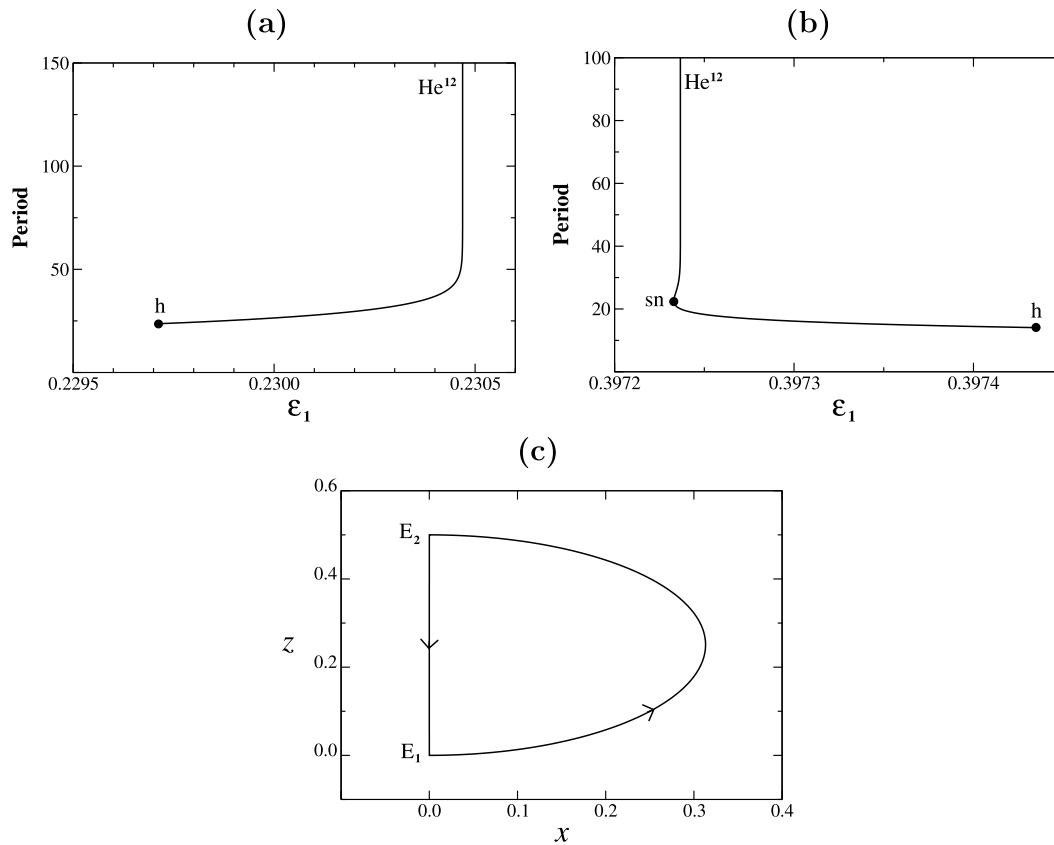 (a)
150
100
50
Period
He¹²
h
0.2295
0.2300
0.2305
ε₁
(b)
100
80
60
40
20
Period
He¹²
sn
h
0.3972
0.3973
0.3974
ε₁
(c)
0.6
0.4
0.2
0.0
z
E₂
E₁
0.0
0.1
0.2
0.3
0.4
x